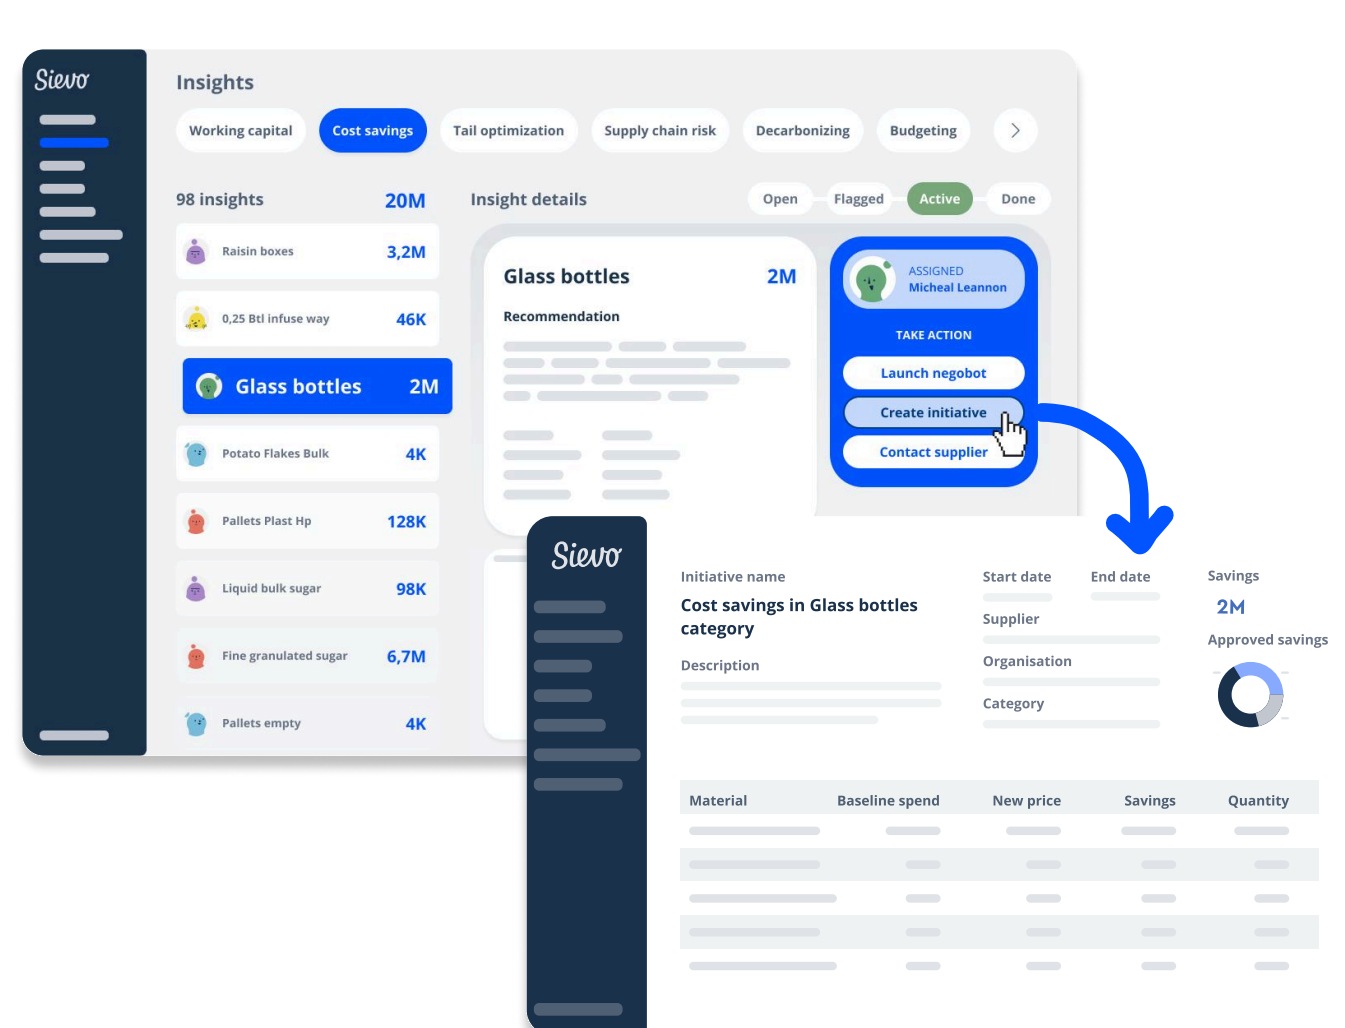 Sievo
Insights
Working capital
Cost savings
Tail optimization
Supply chain risk
Decarbonizing
Budgeting
98 insights
20M
Raisin boxes
3,2M
0,25 Btl infuse way
46K
Glass bottles
2M
Potato Flakes Bulk
4K
Pallets Plast Hp
128K
Liquid bulk sugar
98K
Fine granulated sugar
6,7M
Pallets empty
4K
Insight details
Open
Flagged
Active
Done
Glass bottles
2M
Recommendation
ASSIGNED
Micheal Leannon
TAKE ACTION
Launch negobot
Create initiative
Contact supplier
Sievo
Initiative name
Cost savings in Glass bottles
category
Description
Start date
End date
Supplier
Organisation
Category
Savings
2M
Approved savings
Material
Baseline spend
New price
Savings
Quantity